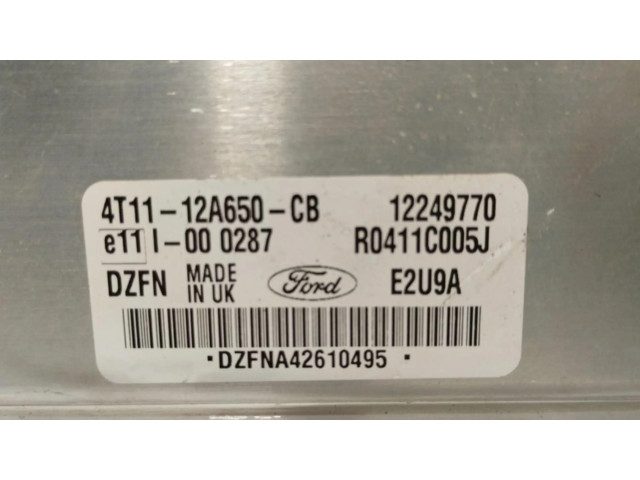 4T11-12A650-CB 12249770
e11 I-00 0287 R0411C005J
DZFN MADE IN UK Ford E2U9A
·DZFNA42610495·